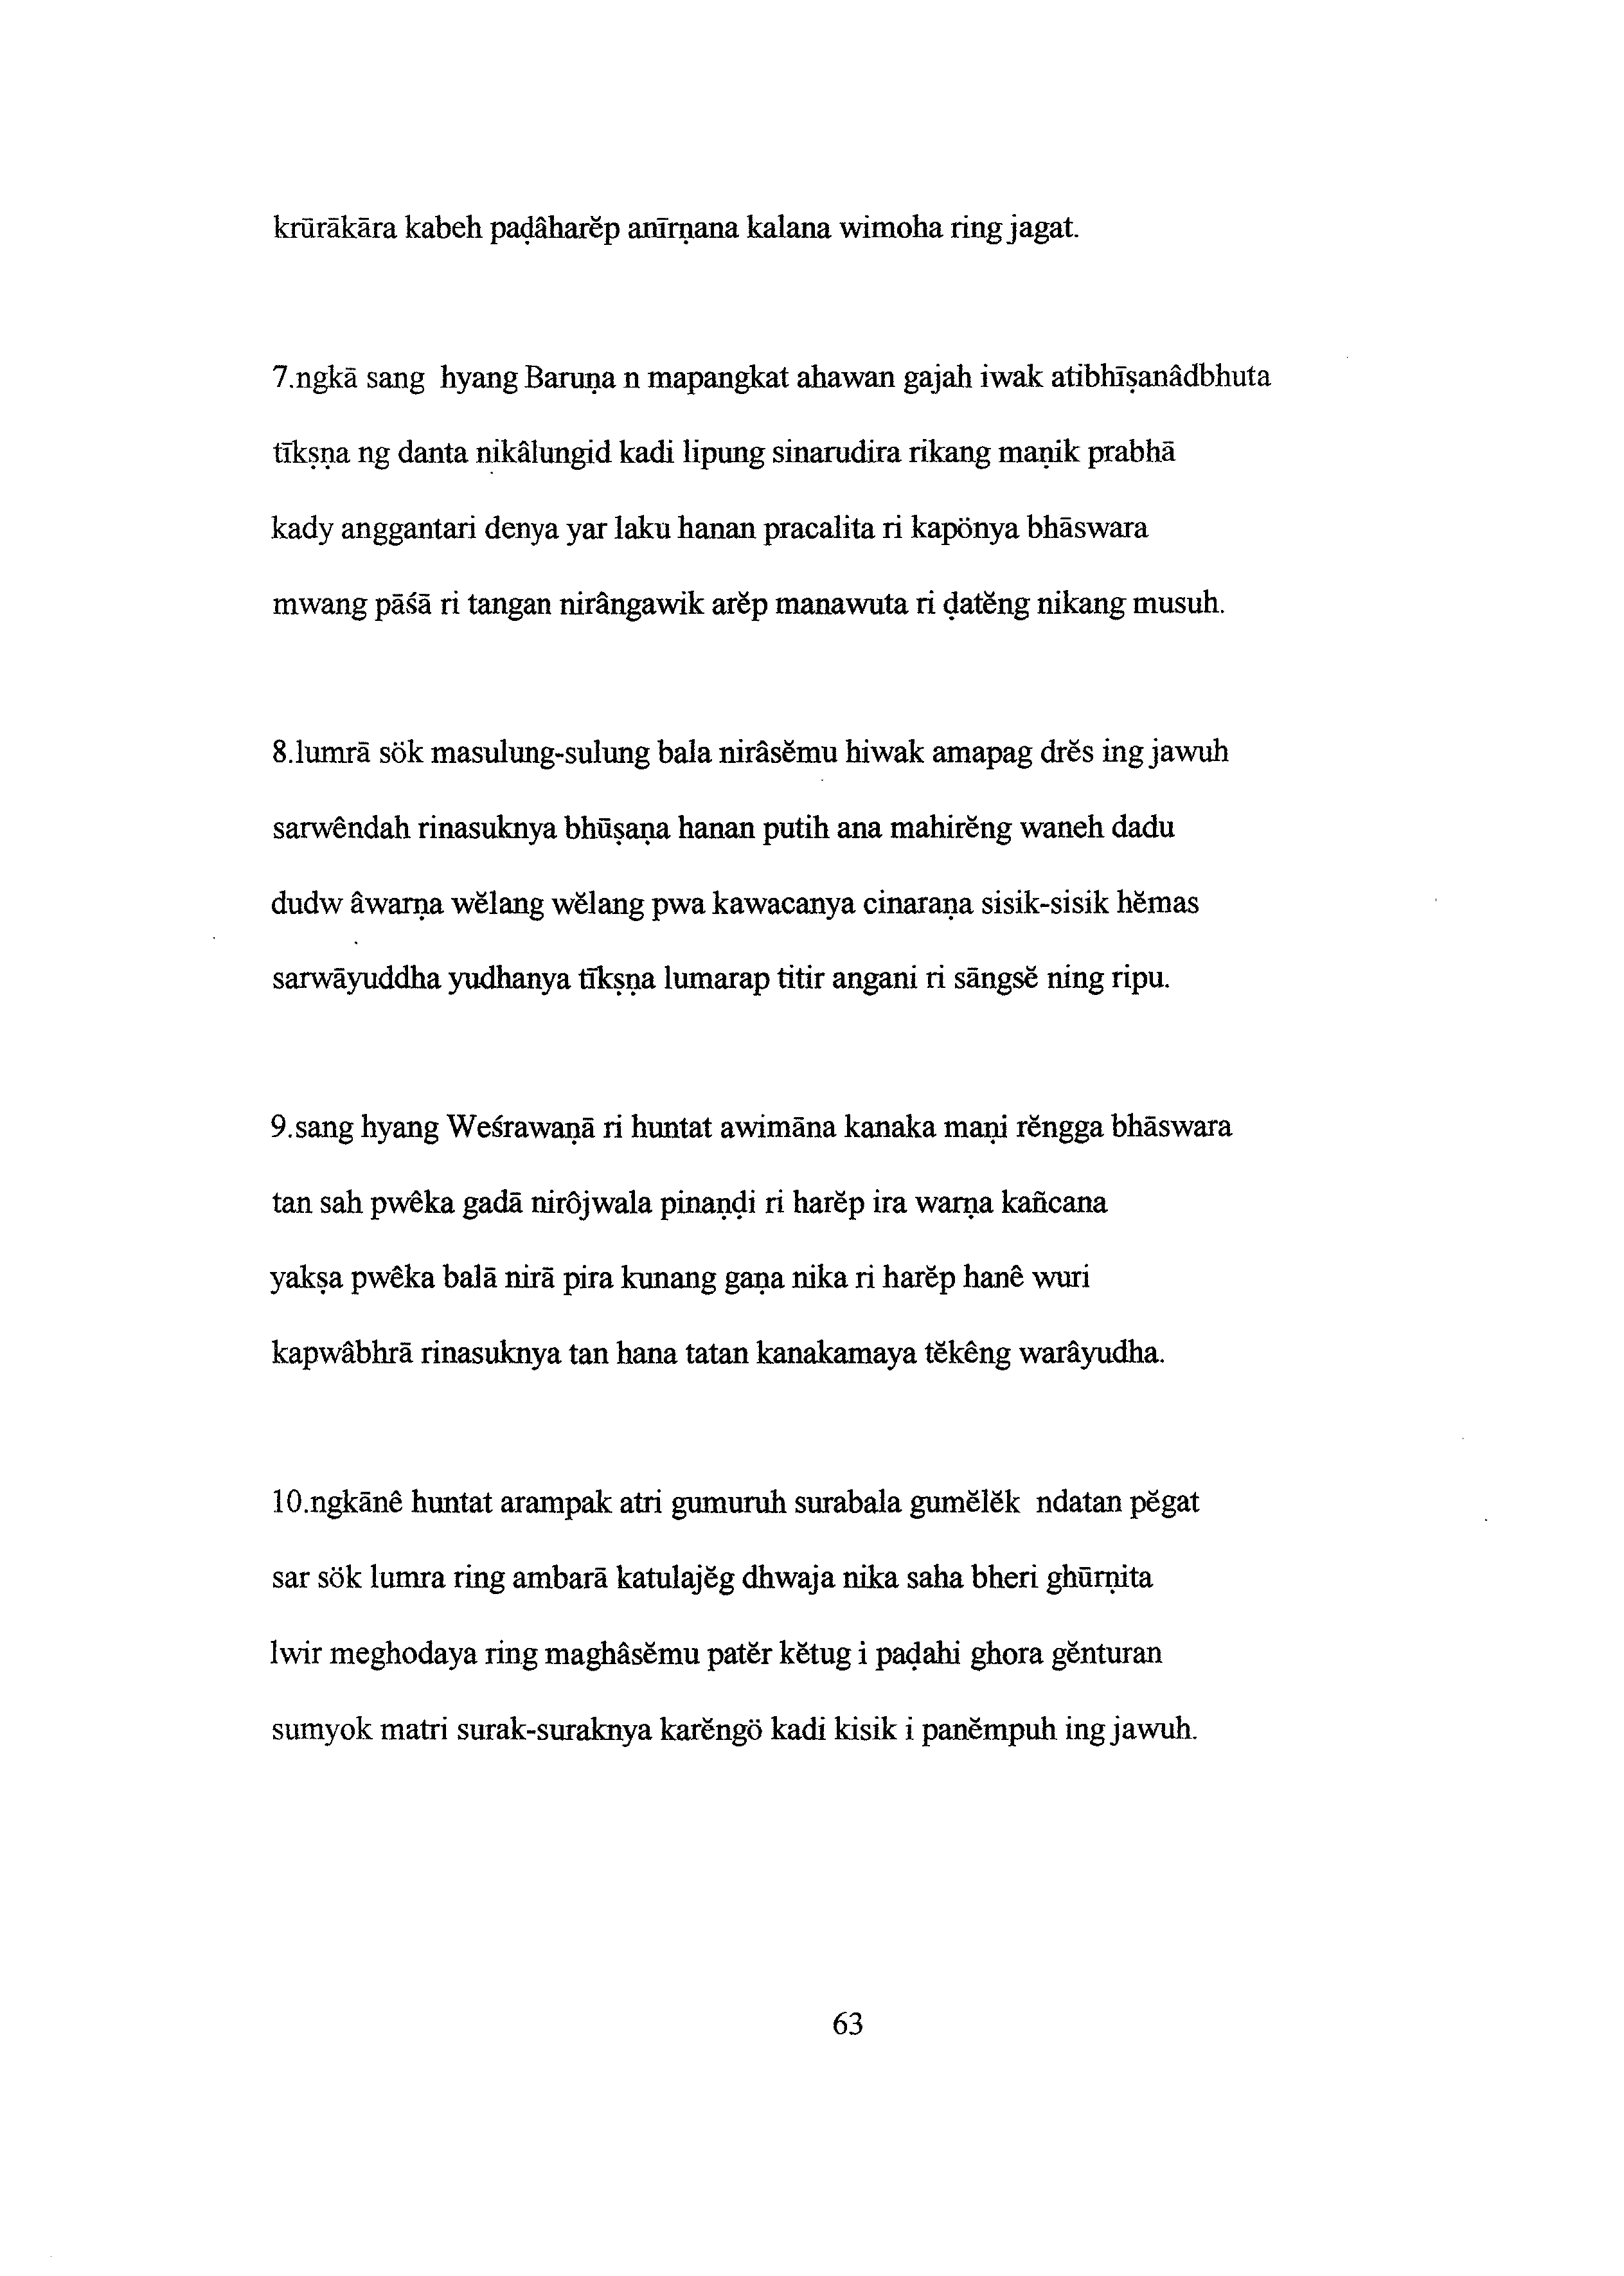 krūrākāra kabeh paḍâharĕp anīrṇana kalana wimoha ring jagat.
7.ngkā sang hyang Baruṇa n mapangkat ahawan gajah iwak atibhīṣanâdbhuta
tīkṣṇa ng danta nikâlungid kadi lipung sinarudira rikang maṇik prabhā
kady anggantari denya yar laku hanan pracalita ri kapönya bhāswara
mwang pāśā ri tangan nirângawik arĕp manawuta ri ḍatĕng nikang musuh.
8.lumrā sök masulung-sulung bala nirâsĕmu hiwak amapag drĕs ing jawuh
sarwêndah rinasuknya bhūṣaṇa hanan putih ana mahirĕng waneh dadu
dudw âwarṇa wĕlang wĕlang pwa kawacanya cinaraṇa sisik-sisik hĕmas
sarwāyuddha yudhanya tīkṣṇa lumarap titir angani ri sāngsĕ ning ripu.
9.sang hyang Weśrawaṇā ri huntat awimāna kanaka maṇi rĕngga bhāswara
tan sah pwêka gadā nirôjwala pinaṇḍi ri harĕp ira warṇa kañcana
yakṣa pwêka balā nirā pira kunang gaṇa nika ri harĕp hanê wuri
kapwâbhrā rinasuknya tan hana tatan kanakamaya tĕkêng warâyudha.
10.ngkānê huntat arampak atri gumuruh surabala gumĕlĕk ndatan pĕgat
sar sök lumra ring ambarā katulajĕg dhwaja nika saha bheri ghūrṇita
lwir meghodaya ring maghâsĕmu patĕr kĕtug i paḍahi ghora gĕnturan
sumyok matri surak-suraknya karĕngö kadi kisik i panĕmpuh ing jawuh.
63